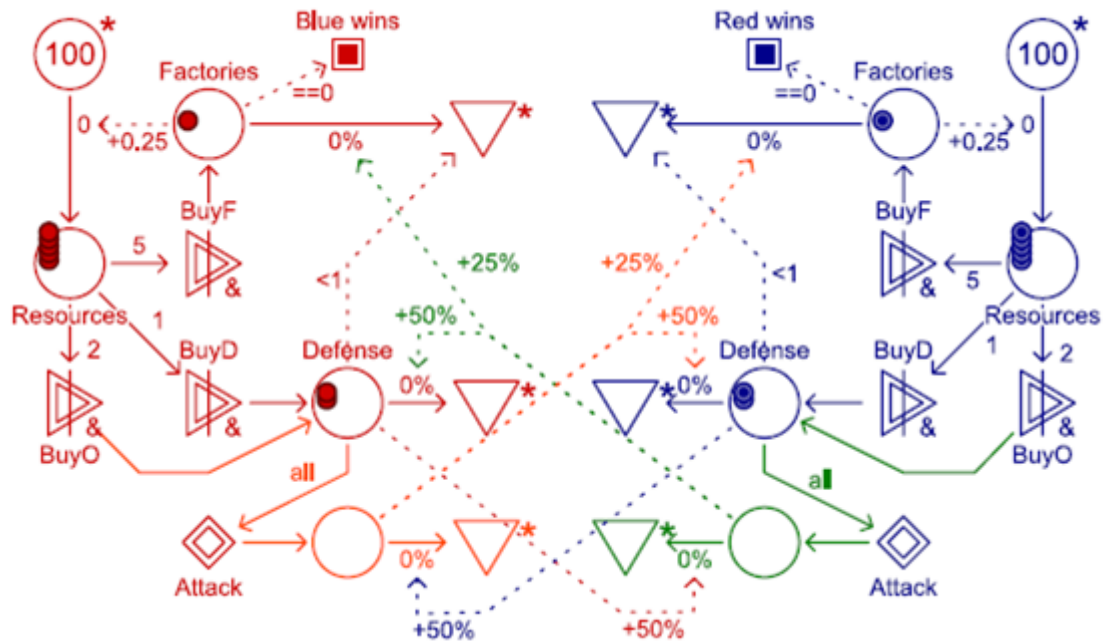 Blue wins
Red wins
100 *
* 100
Factories
Factories
==0
==0
0
+0.25
0%
*
*
0%
+0.25
0
BuyF
BuyF
5
&
+25%
+25%
<1
<1
&
5
Resources
Resources
1
+50%
+50%
1
2
BuyD
Defense
Defense
BuyD
2
0%
*
*
0%
&
&
&
&
BuyO
BuyO
all
all
*
*
0%
0%
Attack
Attack
+50%
+50%